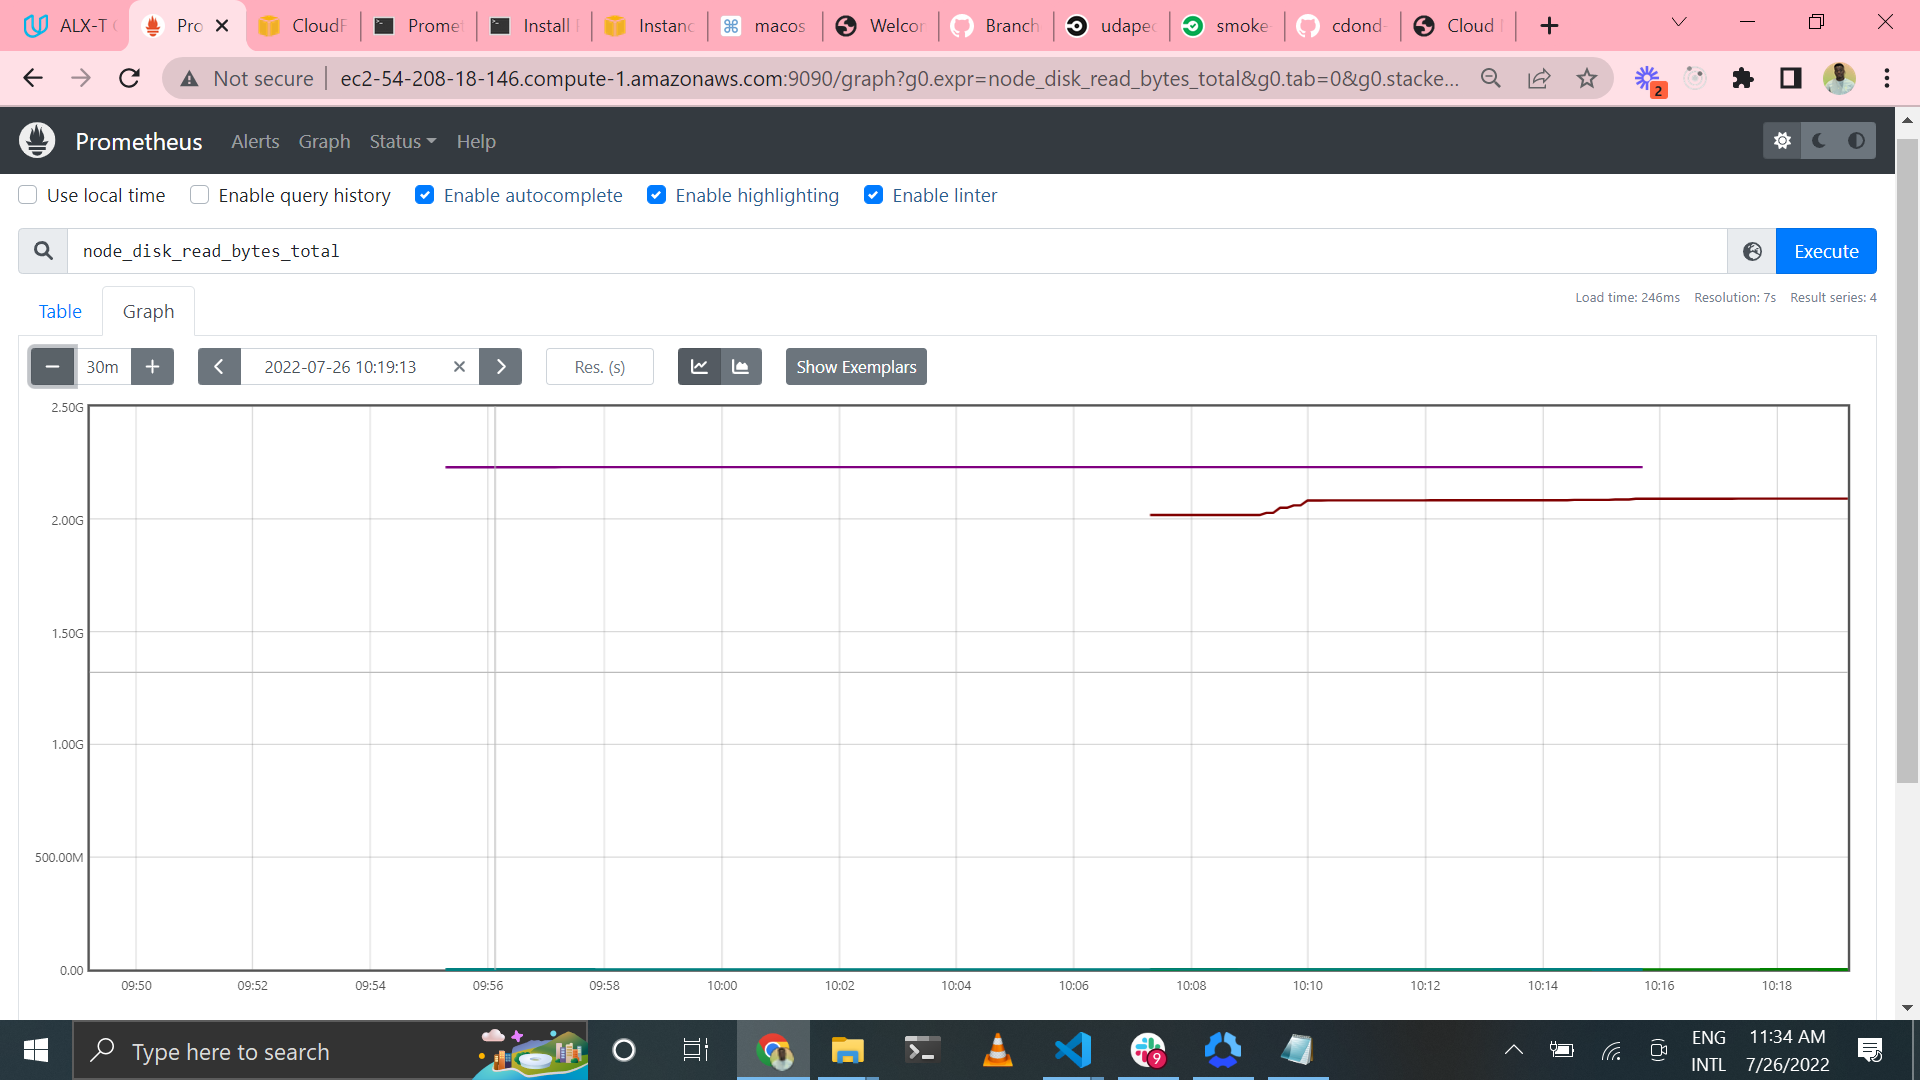 ALX-T
Pro
CloudF
Promet
Install
Instanc
macos
Welcor
Branch
udapec
smoke
cdond-
Cloud
Not secure
ec2-54-208-18-146.compute-1.amazonaws.com:9090/graph?g0.expr=node_disk_read_bytes_total&g0.tab=0&g0.stacke...
2
Prometheus
Alerts
Graph
Status
Help
Use local time
Enable query history
Enable autocomplete
Enable highlighting
Enable linter
node_disk_read_bytes_total
Execute
Table
Graph
Load time: 246ms
Resolution: 7s
Result series: 4
30m
2022-07-26 10:19:13
Res. (s)
Show Exemplars
2.50G
2.00G
1.50G
1.00G
500.00M
0.00
09:50
09:52
09:54
09:56
09:58
10:00
10:02
10:04
10:06
10:08
10:10
10:12
10:14
10:16
10:18
Type here to search
9
ENG
INTL
11:34 AM
7/26/2022